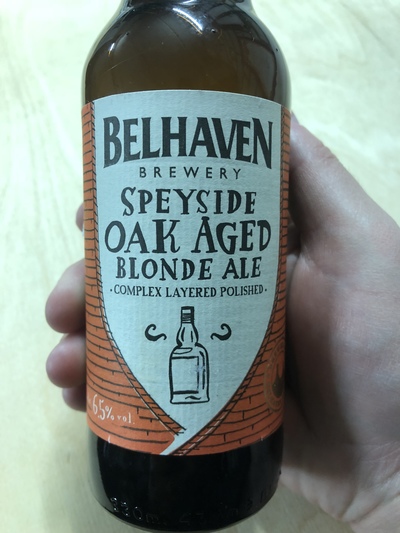 BELHAVEN
BREWERY
SPEYSIDE
OAK AGED
BLONDE ALE
• COMPLEX LAYERED POLISHED •
6.5% vol.